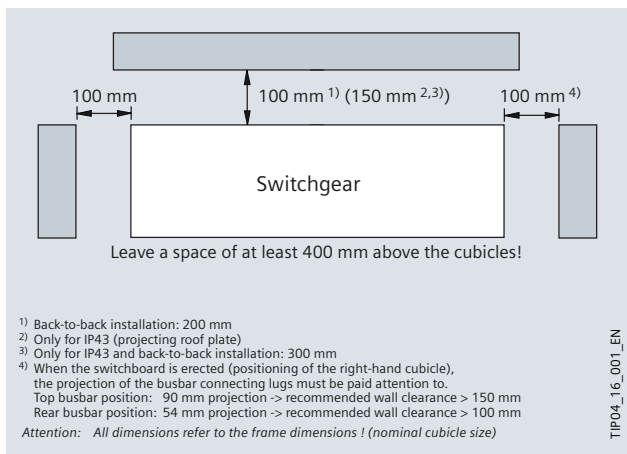 100 mm
100 mm 1) (150 mm 2,3))
100 mm 4)
Switchgear
Leave a space of at least 400 mm above the cubicles!
1) Back-to-back installation: 200 mm
2) Only for IP43 (projecting roof plate)
3) Only for IP43 and back-to-back installation: 300 mm
4) When the switchboard is erected (positioning of the right-hand cubicle),
the projection of the busbar connecting lugs must be paid attention to.
Top busbar position: 90 mm projection -> recommended wall clearance > 150 mm
Rear busbar position: 54 mm projection -> recommended wall clearance > 100 mm
Attention: All dimensions refer to the frame dimensions ! (nominal cubicle size)
TIP04_16_001_EN